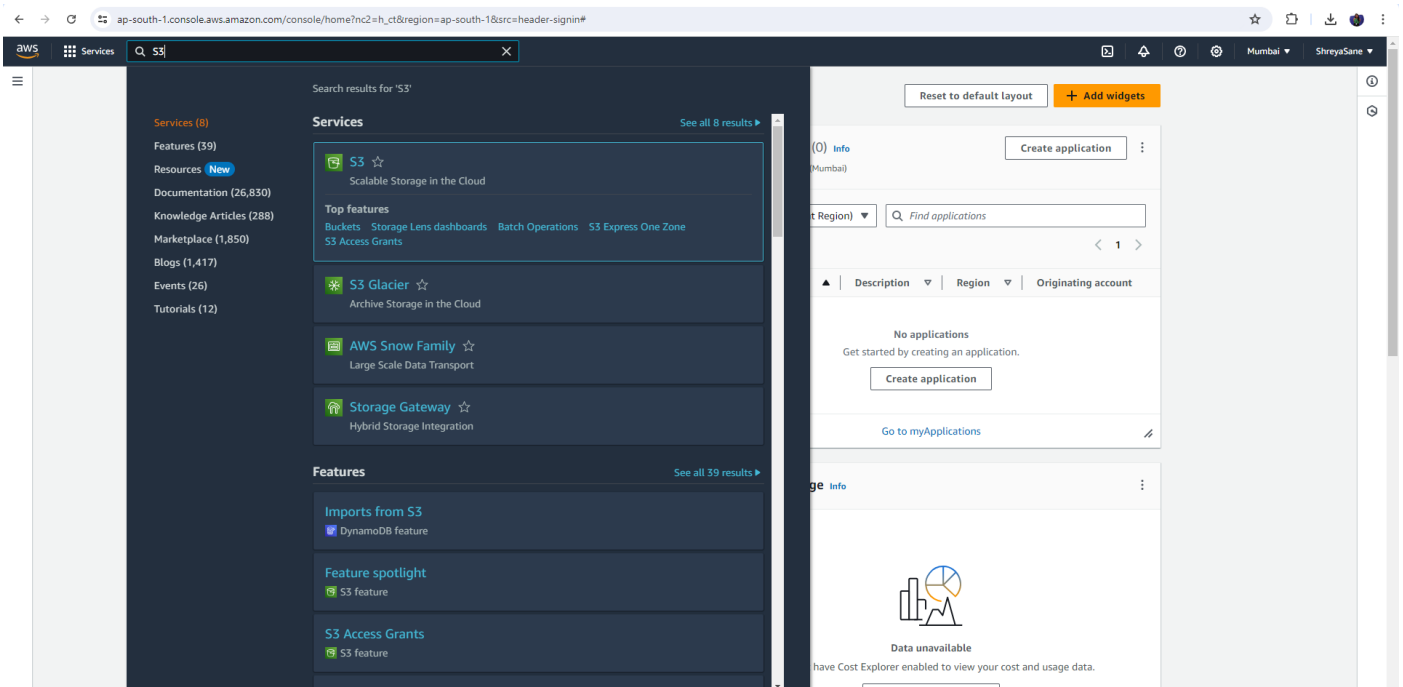 ap-south-1.console.aws.amazon.com/console/home?nc2=h_ct&region=ap-south-1&src=header-signin#
aws Services S3 Mumbai ▼ ShreyaSane ▼
Search results for 'S3'
Services (8)
Features (39)
Resources New
Documentation (26,830)
Knowledge Articles (288)
Marketplace (1,850)
Blogs (1,417)
Events (26)
Tutorials (12)
Services See all 8 results ▶
S3
Scalable Storage in the Cloud
Top features
Buckets Storage Lens dashboards Batch Operations S3 Express One Zone
S3 Access Grants
S3 Glacier
Archive Storage in the Cloud
AWS Snow Family
Large Scale Data Transport
Storage Gateway
Hybrid Storage Integration
Features See all 39 results ▶
Imports from S3
DynamoDB feature
Feature spotlight
S3 feature
S3 Access Grants
S3 feature
Reset to default layout + Add widgets
(0) Info Create application
(Mumbai)
t Region) ▼ Find applications
1
Description Region Originating account
No applications
Get started by creating an application.
Create application
Go to myApplications
ge Info
Data unavailable
have Cost Explorer enabled to view your cost and usage data.